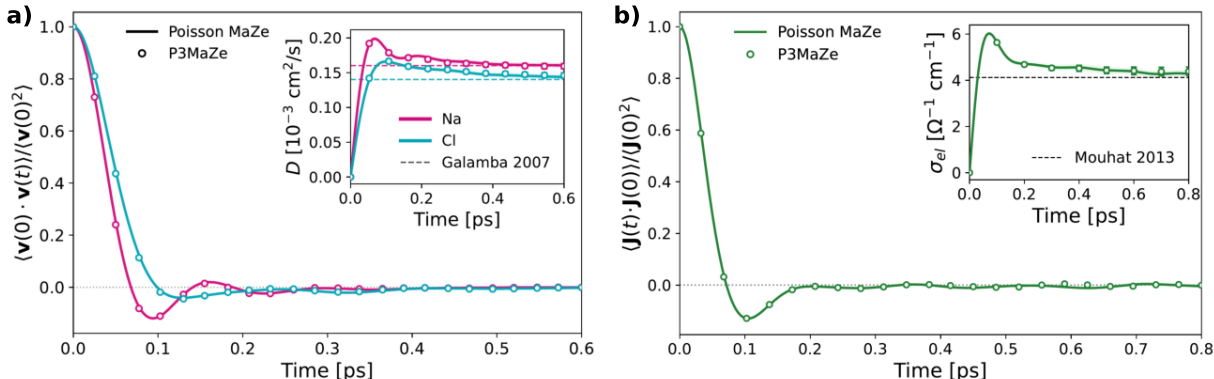 a)
Poisson MaZe
P3MaZe
⟨v(0) · v(t)⟩/⟨v(0)²⟩
1.0
0.8
0.6
0.4
0.2
0.0
0.0 0.1 0.2 0.3 0.4 0.5 0.6
Time [ps]
D [10⁻³ cm²/s]
0.20
0.15
0.10
0.05
0.00
Na
Cl
Galamba 2007
0.0 0.2 0.4 0.6
Time [ps]
b)
Poisson MaZe
P3MaZe
⟨J(t)·J(0)⟩/⟨J(0)²⟩
1.0
0.8
0.6
0.4
0.2
0.0
0.0 0.1 0.2 0.3 0.4 0.5 0.6 0.7 0.8
Time [ps]
σel [Ω⁻¹ cm⁻¹]
6
4
2
0
Mouhat 2013
0.0 0.2 0.4 0.6 0.8
Time [ps]